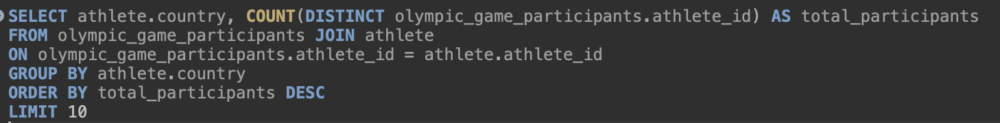 SELECT athlete.country, COUNT(DISTINCT olympic_game_participants.athlete_id) AS total_participants
FROM olympic_game_participants JOIN athlete
ON olympic_game_participants.athlete_id = athlete.athlete_id
GROUP BY athlete.country
ORDER BY total_participants DESC
LIMIT 10